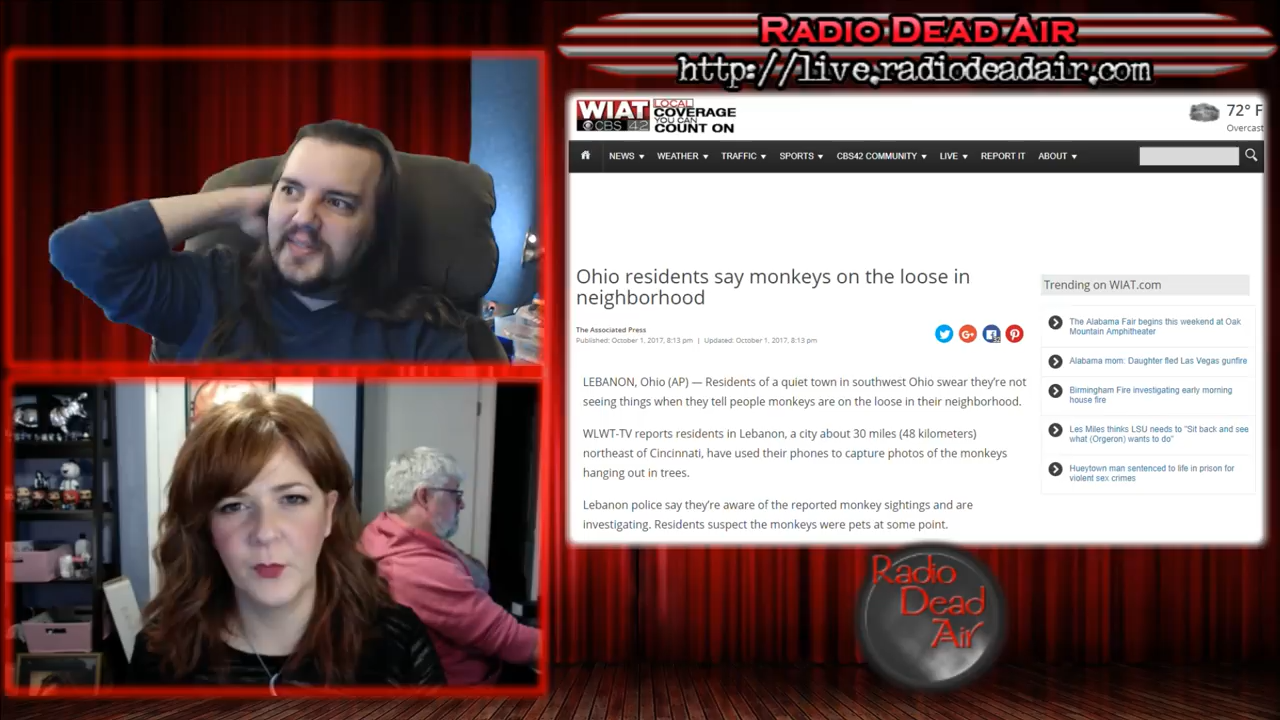 RADIO DEAD AIR
http://live.radiodeadair.com
WIAT
CBS 42
LOCAL
COVERAGE
YOU CAN
COUNT ON
72° F
Overcast
NEWS WEATHER TRAFFIC SPORTS CBS42 COMMUNITY LIVE REPORT IT ABOUT
Ohio residents say monkeys on the loose in
neighborhood
The Associated Press
Published: October 1, 2017, 8:13 pm | Updated: October 1, 2017, 8:13 pm
LEBANON, Ohio (AP) — Residents of a quiet town in southwest Ohio swear they're not
seeing things when they tell people monkeys are on the loose in their neighborhood.
WLWT-TV reports residents in Lebanon, a city about 30 miles (48 kilometers)
northeast of Cincinnati, have used their phones to capture photos of the monkeys
hanging out in trees.
Lebanon police say they're aware of the reported monkey sightings and are
investigating. Residents suspect the monkeys were pets at some point.
Trending on WIAT.com
The Alabama Fair begins this weekend at Oak
Mountain Amphitheater
Alabama mom: Daughter fled Las Vegas gunfire
Birmingham Fire investigating early morning
house fire
Les Miles thinks LSU needs to "Sit back and see
what (Orgeron) wants to do"
Hueytown man sentenced to life in prison for
violent sex crimes
Radio
Dead
Air